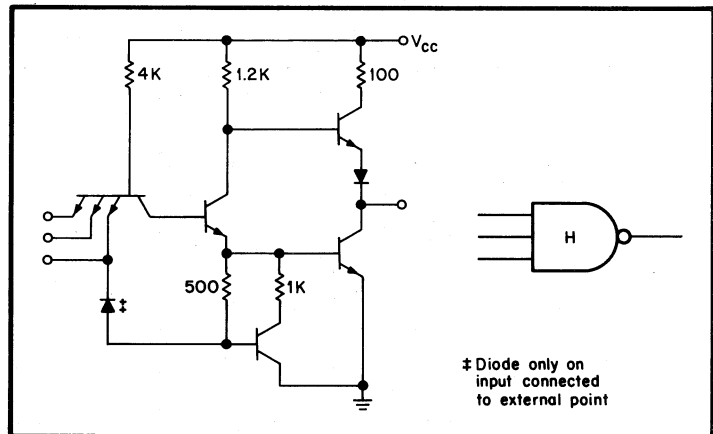 Vcc
4K
1.2K
100
H
500
1K
‡ Diode only on
input connected
to external point
‡